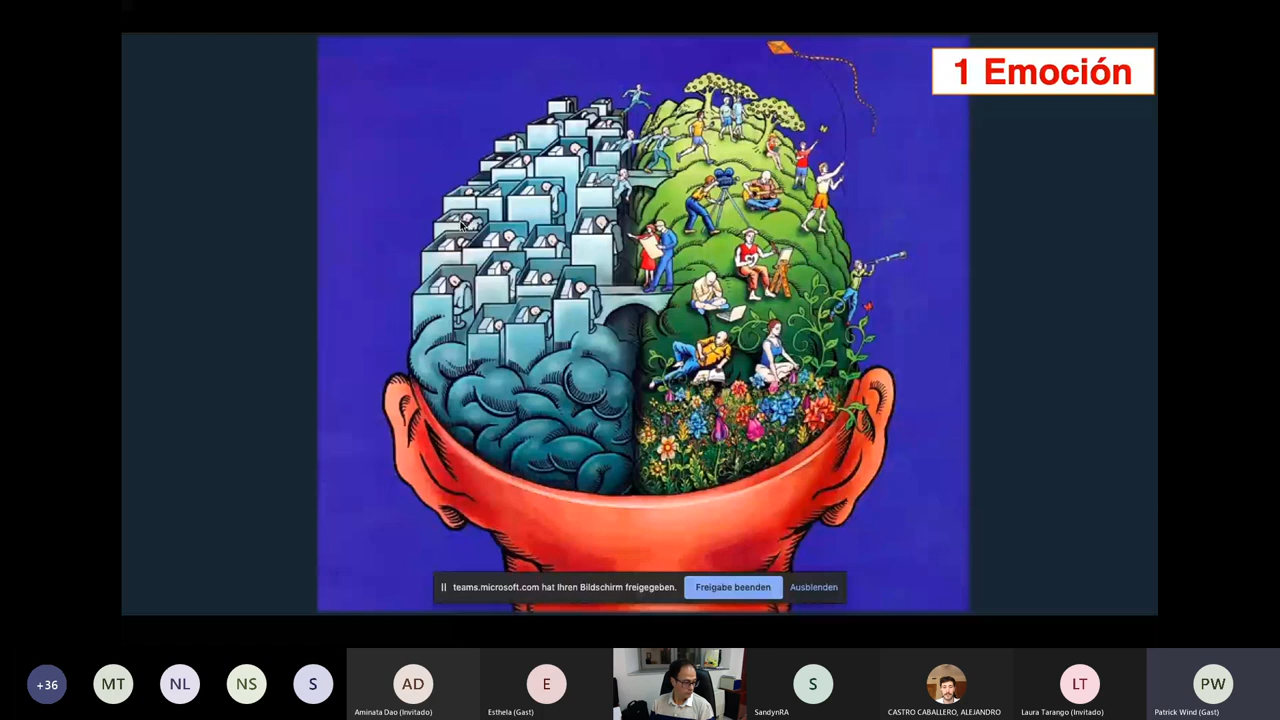 1 Emoción
teams.microsoft.com hat Ihren Bildschirm freigegeben. Freigabe beenden Ausblenden
+36 MT NL NS S AD E S LT PW
Aminata Dao (Invitado) Esthela (Gast) SandynRA CASTRO CABALLERO, ALEJANDRO Laura Tarango (Invitado) Patrick Wind (Gast)